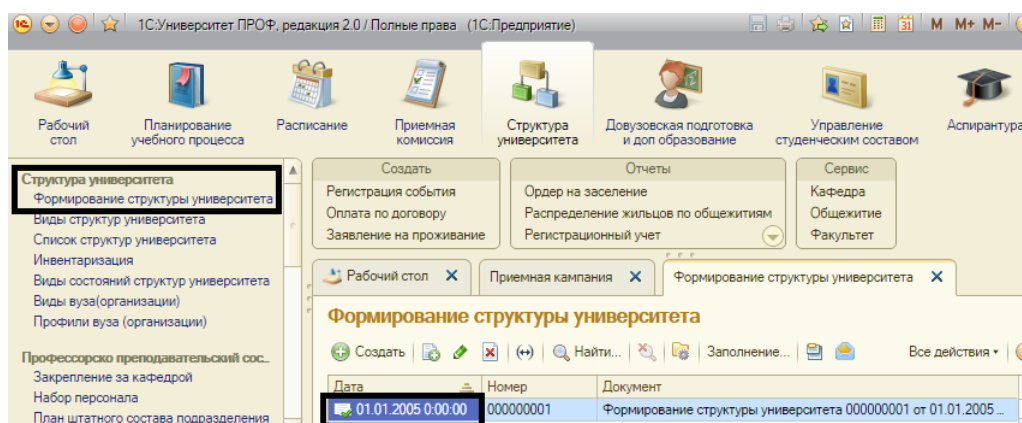 1С:Университет ПРОФ, редакция 2.0 / Полные права (1С:Предприятие)
31 M M+ M-
Рабочий
стол
Планирование
учебного процесса
Расписание
Приемная
комиссия
Структура
университета
Довузовская подготовка
и доп образование
Управление
студенческим составом
Аспирантура
Структура университета
Формирование структуры университета
Виды структур университета
Список структур университета
Инвентаризация
Виды состояний структур университета
Виды вуза(организации)
Профили вуза (организации)
Профессорско преподавательский сос...
Закрепление за кафедрой
Набор персонала
План штатного состава подразделения
Создать
Регистрация события
Оплата по договору
Заявление на проживание
Отчеты
Ордер на заселение
Распределение жильцов по общежитиям
Регистрационный учет
Сервис
Кафедра
Общежитие
Факультет
Рабочий стол
Приемная кампания
Формирование структуры университета
Формирование структуры университета
Создать Найти... Заполнение... Все действия
Дата Номер Документ
01.01.2005 0:00:00 000000001 Формирование структуры университета 000000001 от 01.01.2005 ...